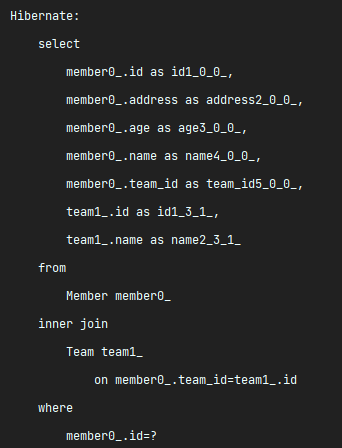 Hibernate:
select
member0_.id as id1_0_0_,
member0_.address as address2_0_0_,
member0_.age as age3_0_0_,
member0_.name as name4_0_0_,
member0_.team_id as team_id5_0_0_,
team1_.id as id1_3_1_,
team1_.name as name2_3_1_
from
Member member0_
inner join
Team team1_
on member0_.team_id=team1_.id
where
member0_.id=?